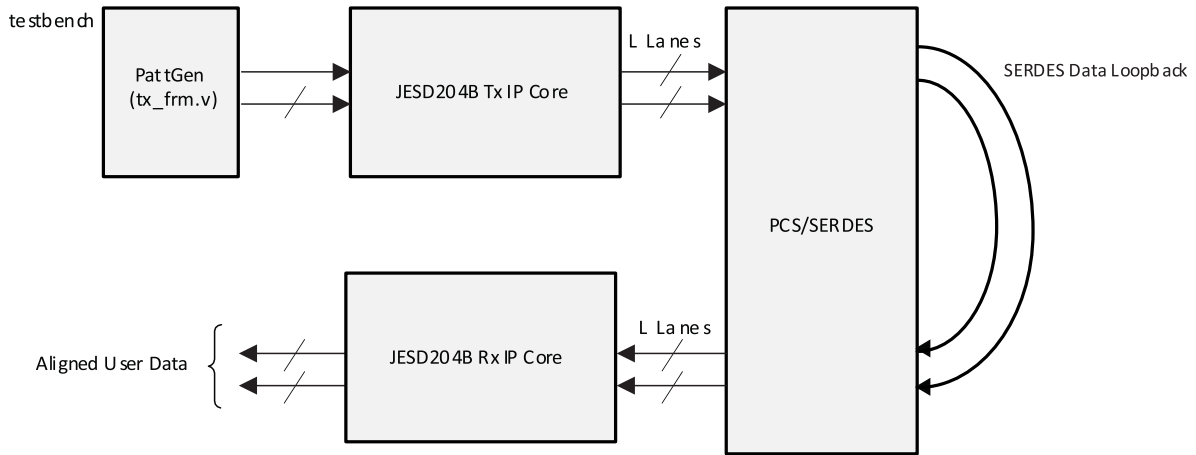 testbench
PattGen
(tx_frm.v)
JESD204B Tx IP Core
L Lanes
SERDES Data Loopback
PCS/SERDES
L Lanes
JESD204B Rx IP Core
Aligned User Data